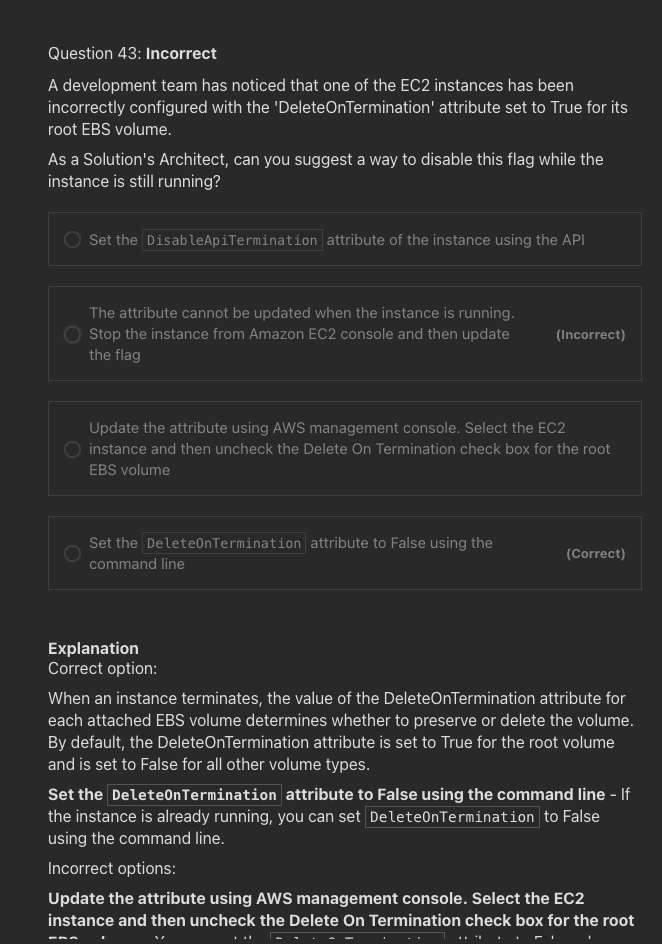 Question 43: Incorrect
A development team has noticed that one of the EC2 instances has been
incorrectly configured with the 'DeleteOnTermination' attribute set to True for its
root EBS volume.
As a Solution's Architect, can you suggest a way to disable this flag while the
instance is still running?
Set the DisableApiTermination attribute of the instance using the API
The attribute cannot be updated when the instance is running.
Stop the instance from Amazon EC2 console and then update
the flag
(Incorrect)
Update the attribute using AWS management console. Select the EC2
instance and then uncheck the Delete On Termination check box for the root
EBS volume
Set the DeleteOnTermination attribute to False using the
command line
(Correct)
Explanation
Correct option:
When an instance terminates, the value of the DeleteOnTermination attribute for
each attached EBS volume determines whether to preserve or delete the volume.
By default, the DeleteOnTermination attribute is set to True for the root volume
and is set to False for all other volume types.
Set the DeleteOnTermination attribute to False using the command line - If
the instance is already running, you can set DeleteOnTermination to False
using the command line.
Incorrect options:
Update the attribute using AWS management console. Select the EC2
instance and then uncheck the Delete On Termination check box for the root